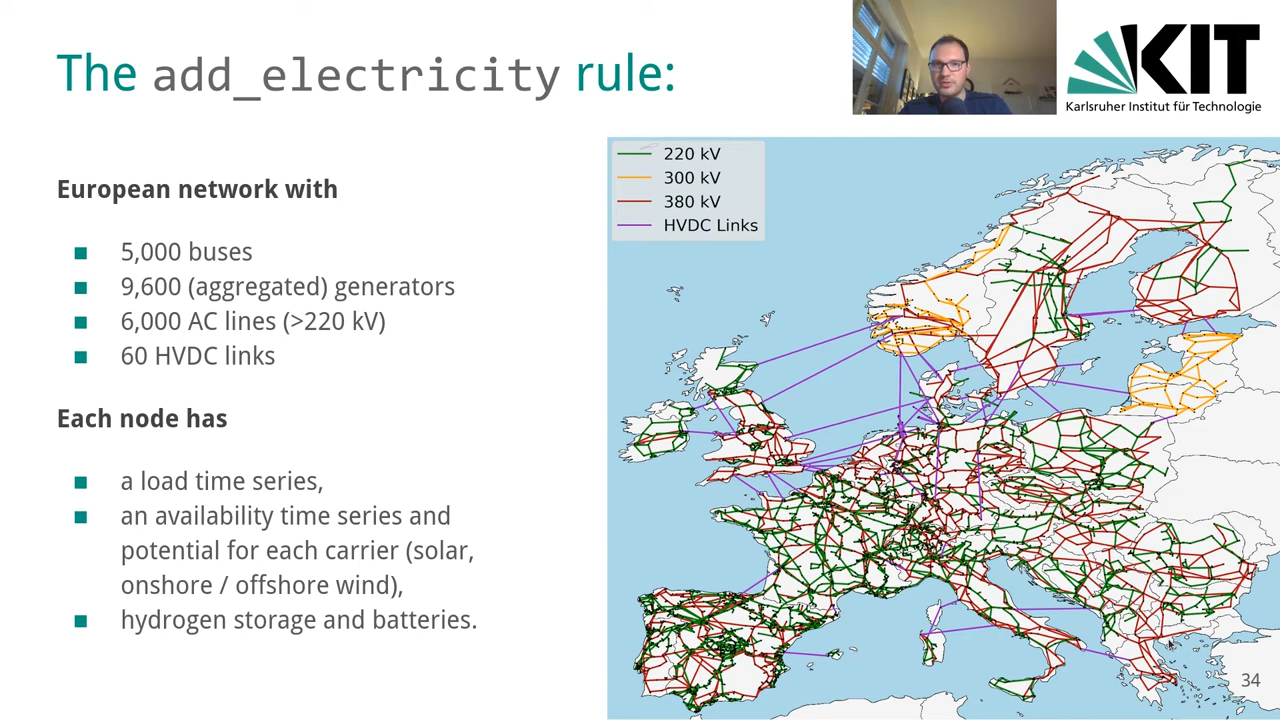 The add_electricity rule:
KIT
Karlsruher Institut für Technologie
European network with
■ 5,000 buses
■ 9,600 (aggregated) generators
■ 6,000 AC lines (>220 kV)
■ 60 HVDC links
Each node has
■ a load time series,
■ an availability time series and
potential for each carrier (solar,
onshore / offshore wind),
■ hydrogen storage and batteries.
220 kV
300 kV
380 kV
HVDC Links
34